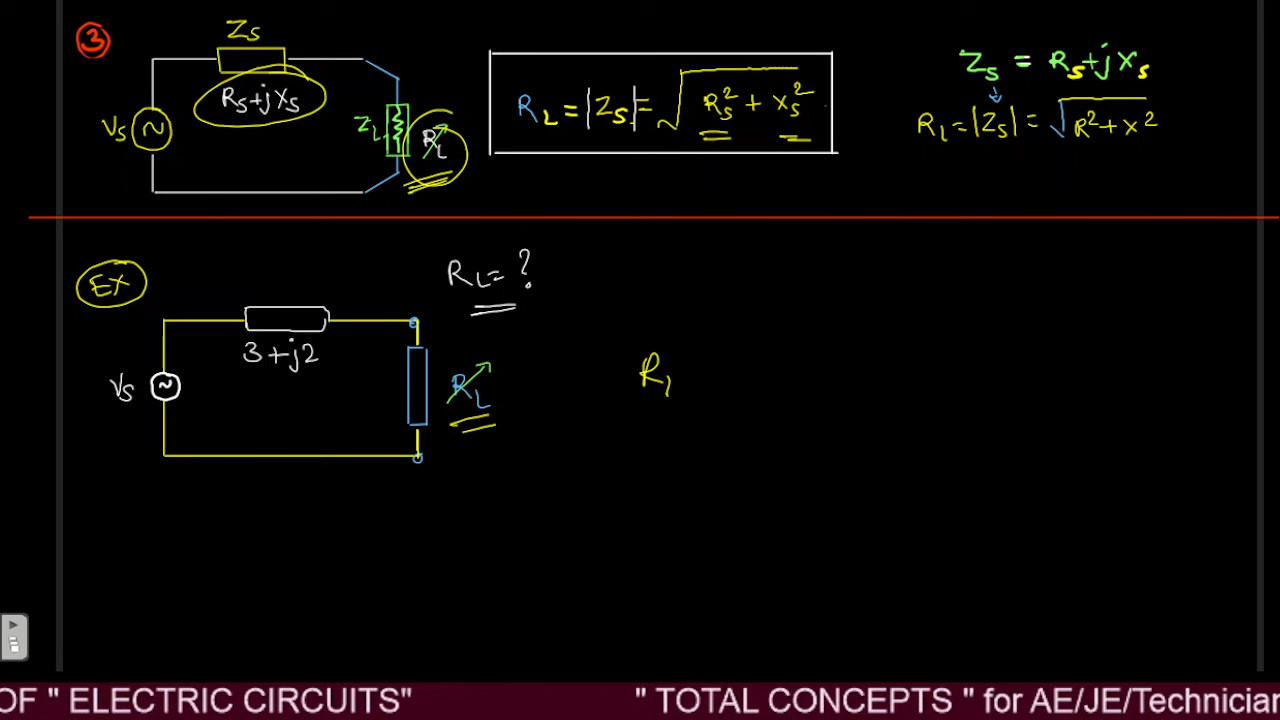 3
Zs
Rs+jXs
Vs
ZL
RL
RL = |Zs| = √Rs² + Xs²
Zs = Rs+jXs
RL = |Zs| = √R²+X²
EX
RL = ?
3+j2
Vs
RL
R
OF " ELECTRIC CIRCUITS" " TOTAL CONCEPTS " for AE/JE/Technician